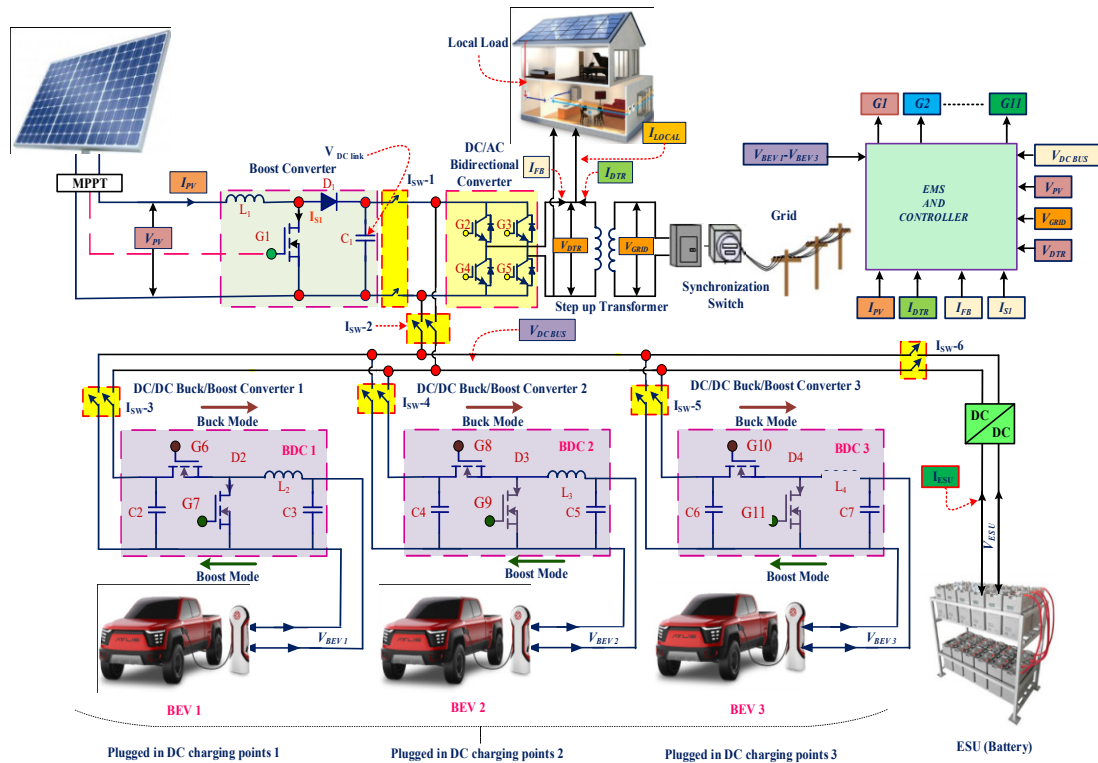 Local Load
I_LOCAL
V DC link
DC/AC
Bidirectional
Converter
Boost Converter
I_SW-1
I_FB
I_DTR
MPPT
I_PV
D1
L1
I_S1
G1
C1
V_PV
G2
G3
G4
G5
V_DTR
V_GRID
Grid
Step up Transformer
Synchronization
Switch
G1
G2
G11
V_BEV 1-V_BEV 3
EMS
AND
CONTROLLER
V_DC BUS
V_PV
V_GRID
V_DTR
I_PV
I_DTR
I_FB
I_S1
I_SW-2
V_DC BUS
I_SW-6
DC/DC Buck/Boost Converter 1
DC/DC Buck/Boost Converter 2
DC/DC Buck/Boost Converter 3
I_SW-3
I_SW-4
I_SW-5
Buck Mode
Buck Mode
Buck Mode
DC
DC
BDC 1
G6
D2
L2
G7
C2
C3
BDC 2
G8
D3
L3
G9
C4
C5
BDC 3
G10
D4
L4
G11
C6
C7
I_ESU
V_ESU
Boost Mode
Boost Mode
Boost Mode
V_BEV 1
V_BEV 2
V_BEV 3
BEV 1
BEV 2
BEV 3
Plugged in DC charging points 1
Plugged in DC charging points 2
Plugged in DC charging points 3
ESU (Battery)